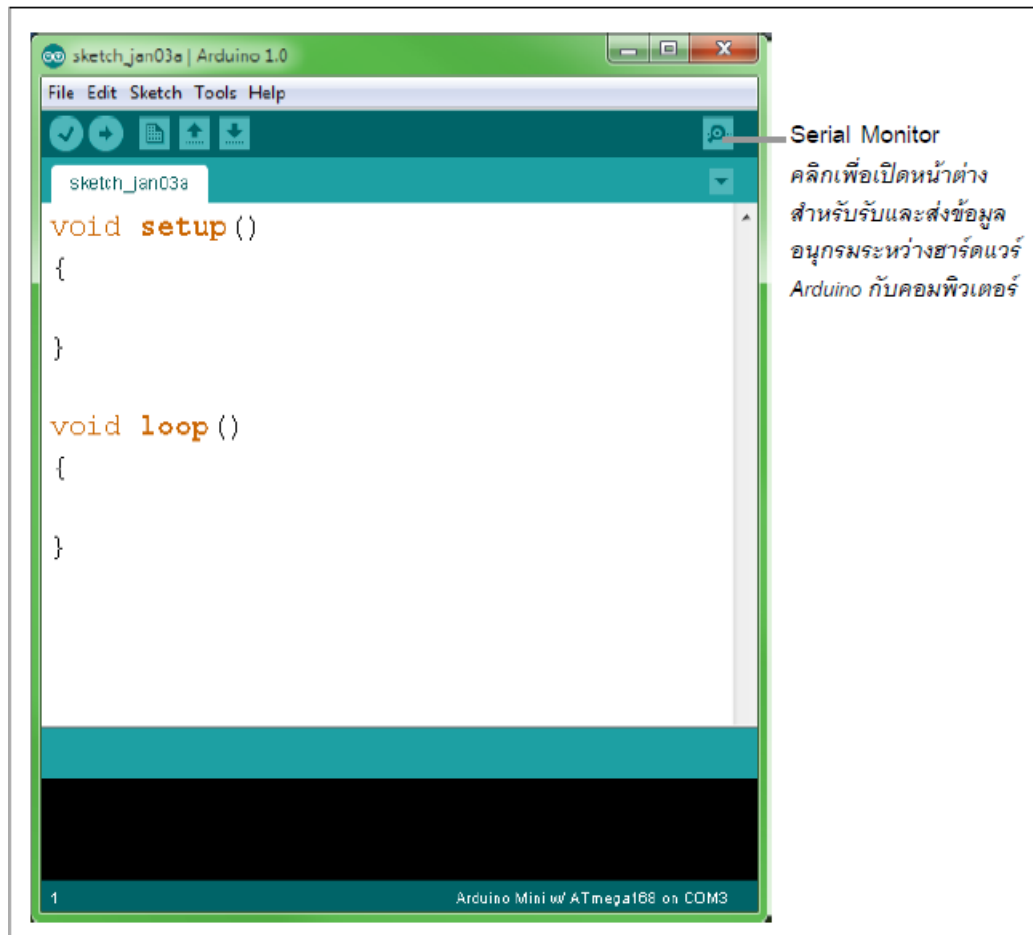 sketch_jan03a | Arduino 1.0
File Edit Sketch Tools Help
sketch_jan03a
void setup()
{
}
void loop()
{
}
1
Arduino Mini w/ ATmega168 on COM3
Serial Monitor
คลิกเพื่อเปิดหน้าต่าง
สำหรับรับและส่งข้อมูล
อนุกรมระหว่างฮาร์ดแวร์
Arduino กับคอมพิวเตอร์